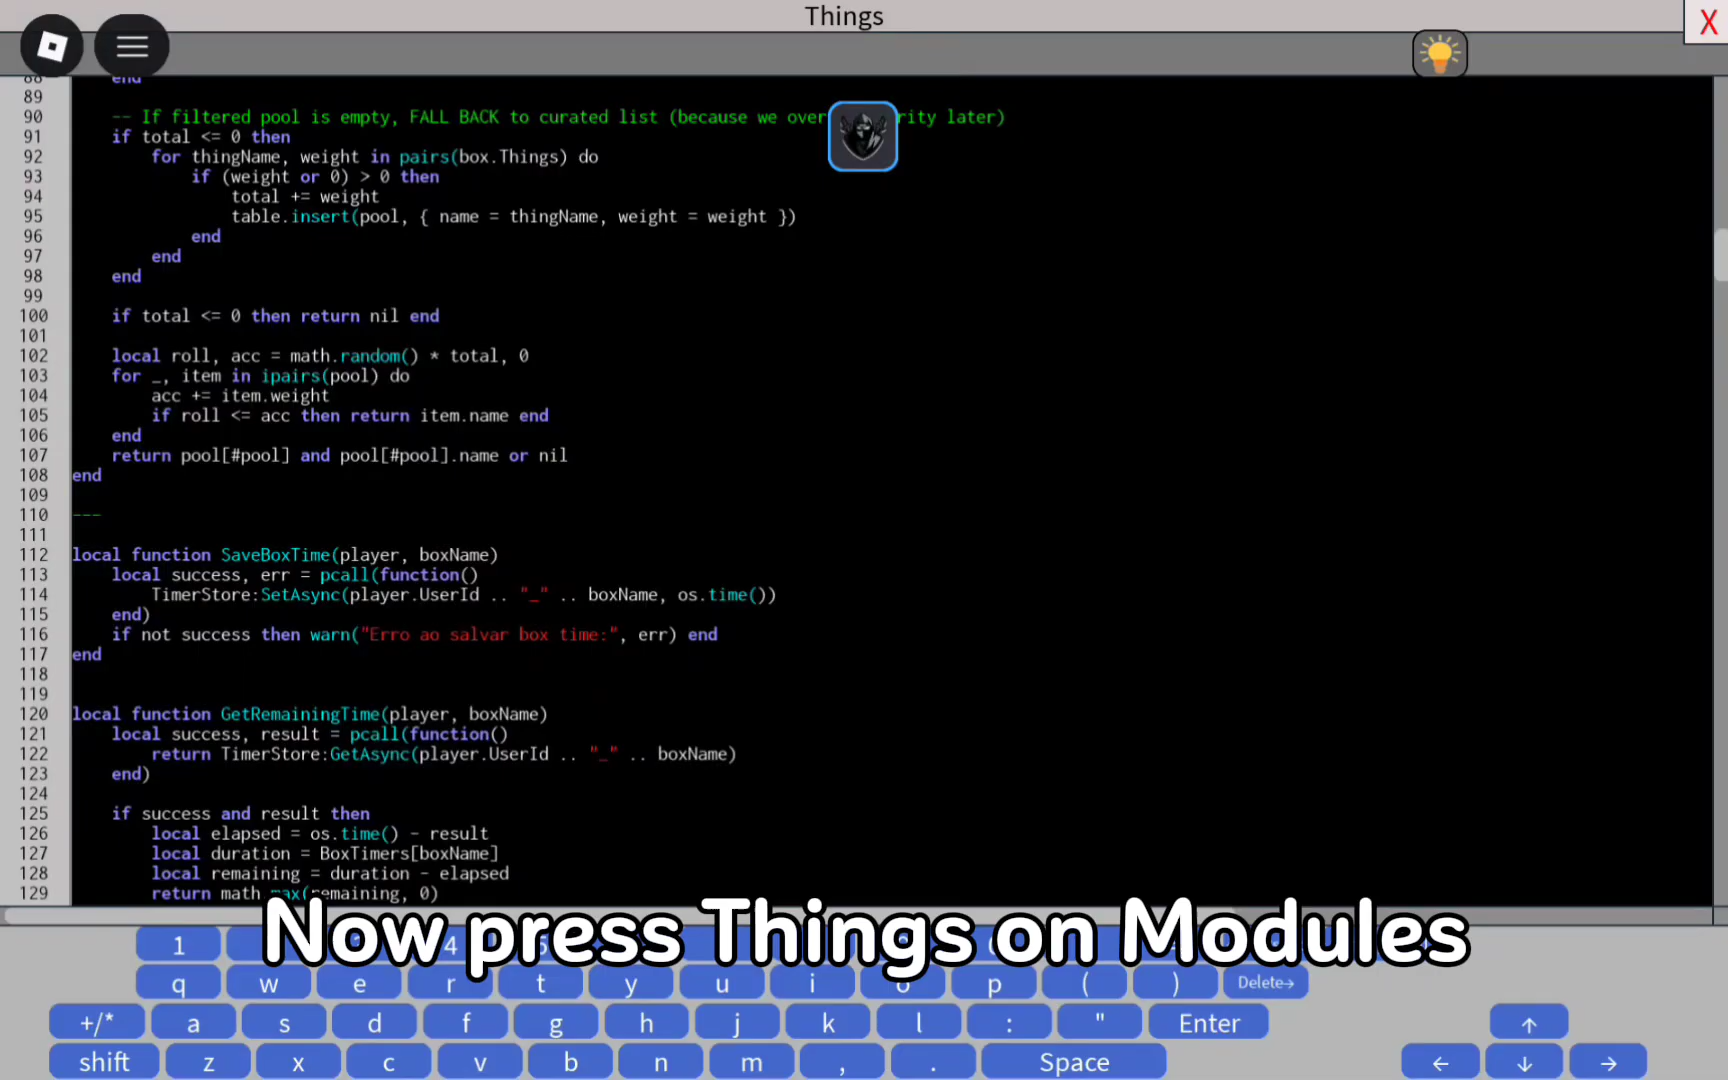 Things
X
88 end
89
90 -- If filtered pool is empty, FALL BACK to curated list (because we over rity later)
91 if total <= 0 then
92 for thingName, weight in pairs(box.Things) do
93 if (weight or 0) > 0 then
94 total += weight
95 table.insert(pool, { name = thingName, weight = weight })
96 end
97 end
98 end
99
100 if total <= 0 then return nil end
101
102 local roll, acc = math.random() * total, 0
103 for _, item in ipairs(pool) do
104 acc += item.weight
105 if roll <= acc then return item.name end
106 end
107 return pool[#pool] and pool[#pool].name or nil
108 end
109
110 ---
111
112 local function SaveBoxTime(player, boxName)
113 local success, err = pcall(function()
114 TimerStore:SetAsync(player.UserId .. "_" .. boxName, os.time())
115 end)
116 if not success then warn("Erro ao salvar box time:", err) end
117 end
118
119
120 local function GetRemainingTime(player, boxName)
121 local success, result = pcall(function()
122 return TimerStore:GetAsync(player.UserId .. "_" .. boxName)
123 end)
124
125 if success and result then
126 local elapsed = os.time() - result
127 local duration = BoxTimers[boxName]
128 local remaining = duration - elapsed
129 return math.max(remaining, 0)
Now press Things on Modules
1 4
q w e r t y u i o p ( ) Delete→
+/* a s d f g h j k l : " Enter ↑
shift z x c v b n m , . Space ← ↓ →